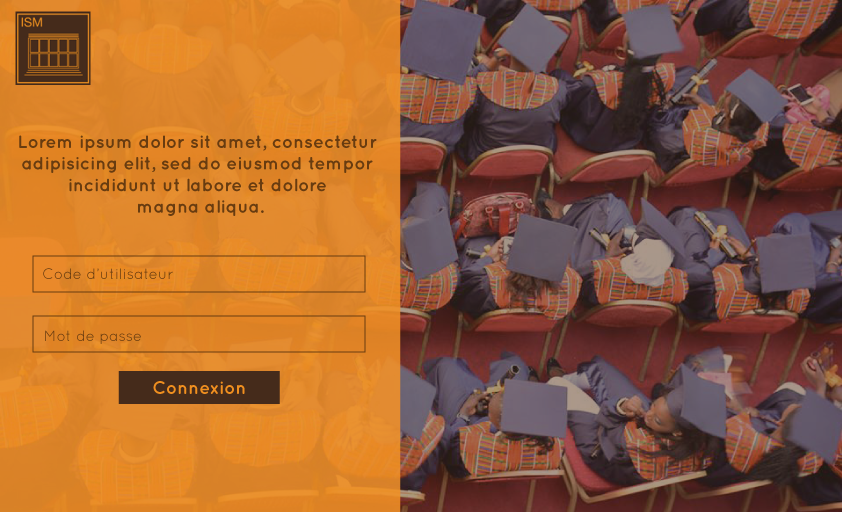 ISM
Lorem ipsum dolor sit amet, consectetur
adipisicing elit, sed do eiusmod tempor
incididunt ut labore et dolore
magna aliqua.
Code d'utilisateur
Mot de passe
Connexion